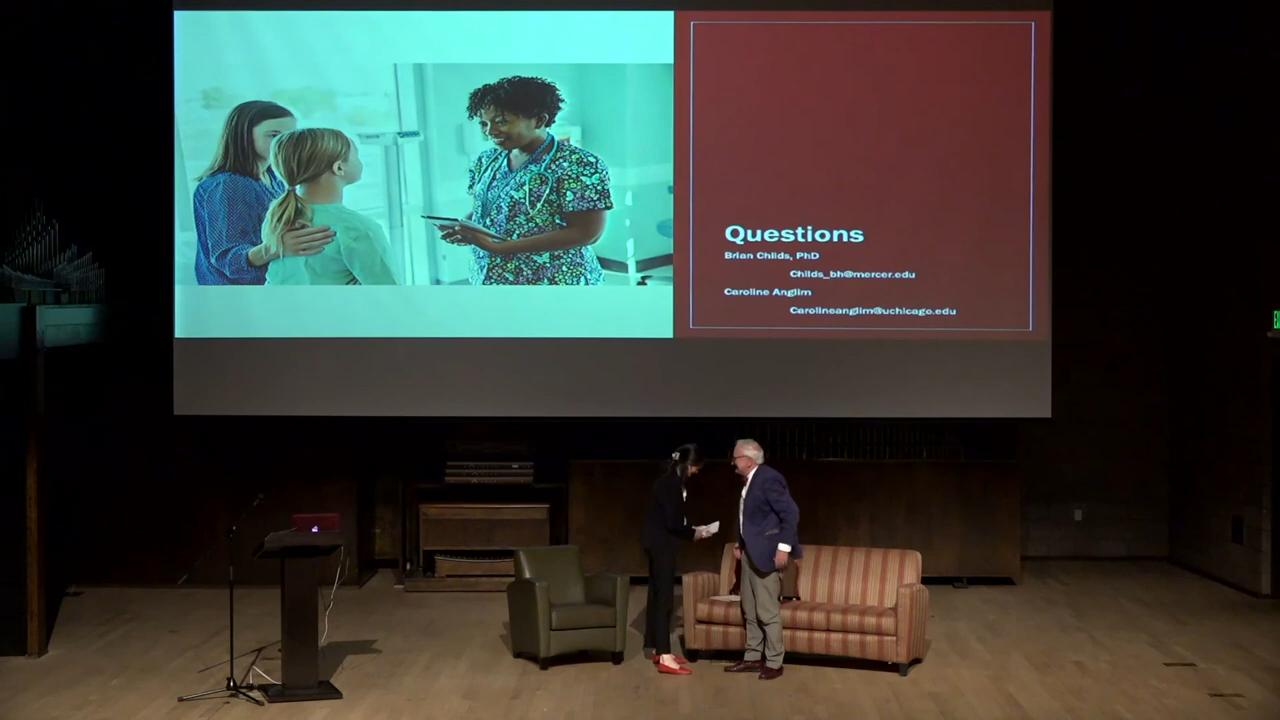 Questions
Brian Childs, PhD
Childs_bh@mercer.edu
Caroline Anglim
Carolineanglim@uchicago.edu